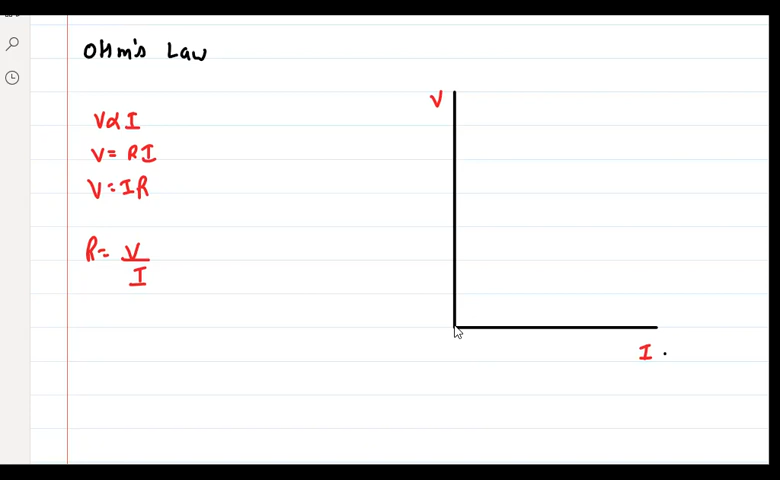 OHm's Law
V
V∝I
V= RI
V= IR
R= V
I
I